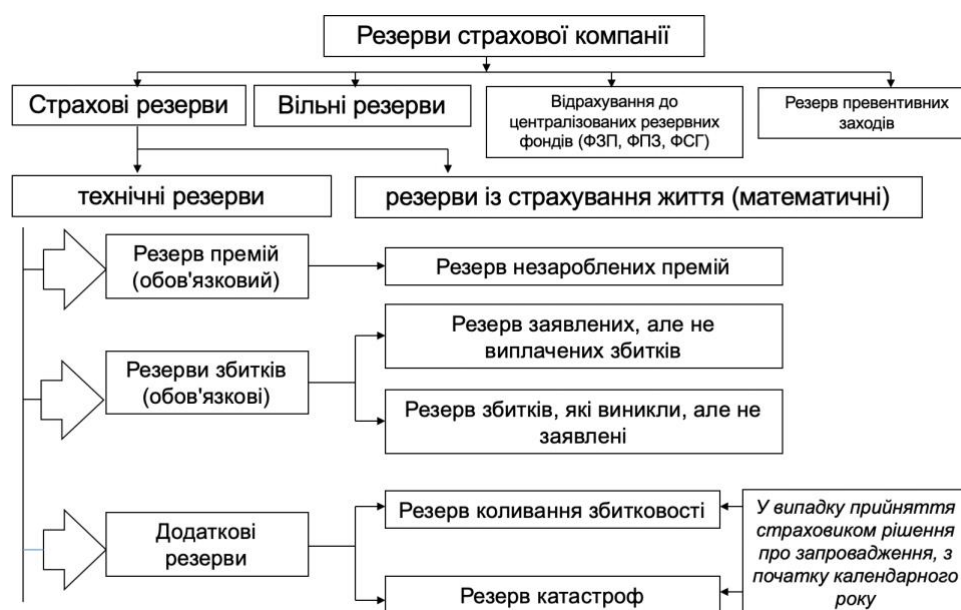 Резерви страхової компанії
Страхові резерви
Вільні резерви
Відрахування до
централізованих резервних
фондів (ФЗП, ФПЗ, ФСГ)
Резерв превентивних
заходів
технічні резерви
резерви із страхування життя (математичні)
Резерв премій
(обов'язковий)
Резерв незароблених премій
Резерви збитків
(обов'язкові)
Резерв заявлених, але не
виплачених збитків
Резерв збитків, які виникли, але не
заявлені
Додаткові
резерви
Резерв коливання збитковості
Резерв катастроф
У випадку прийняття
страховиком рішення
про запровадження, з
початку календарного
року